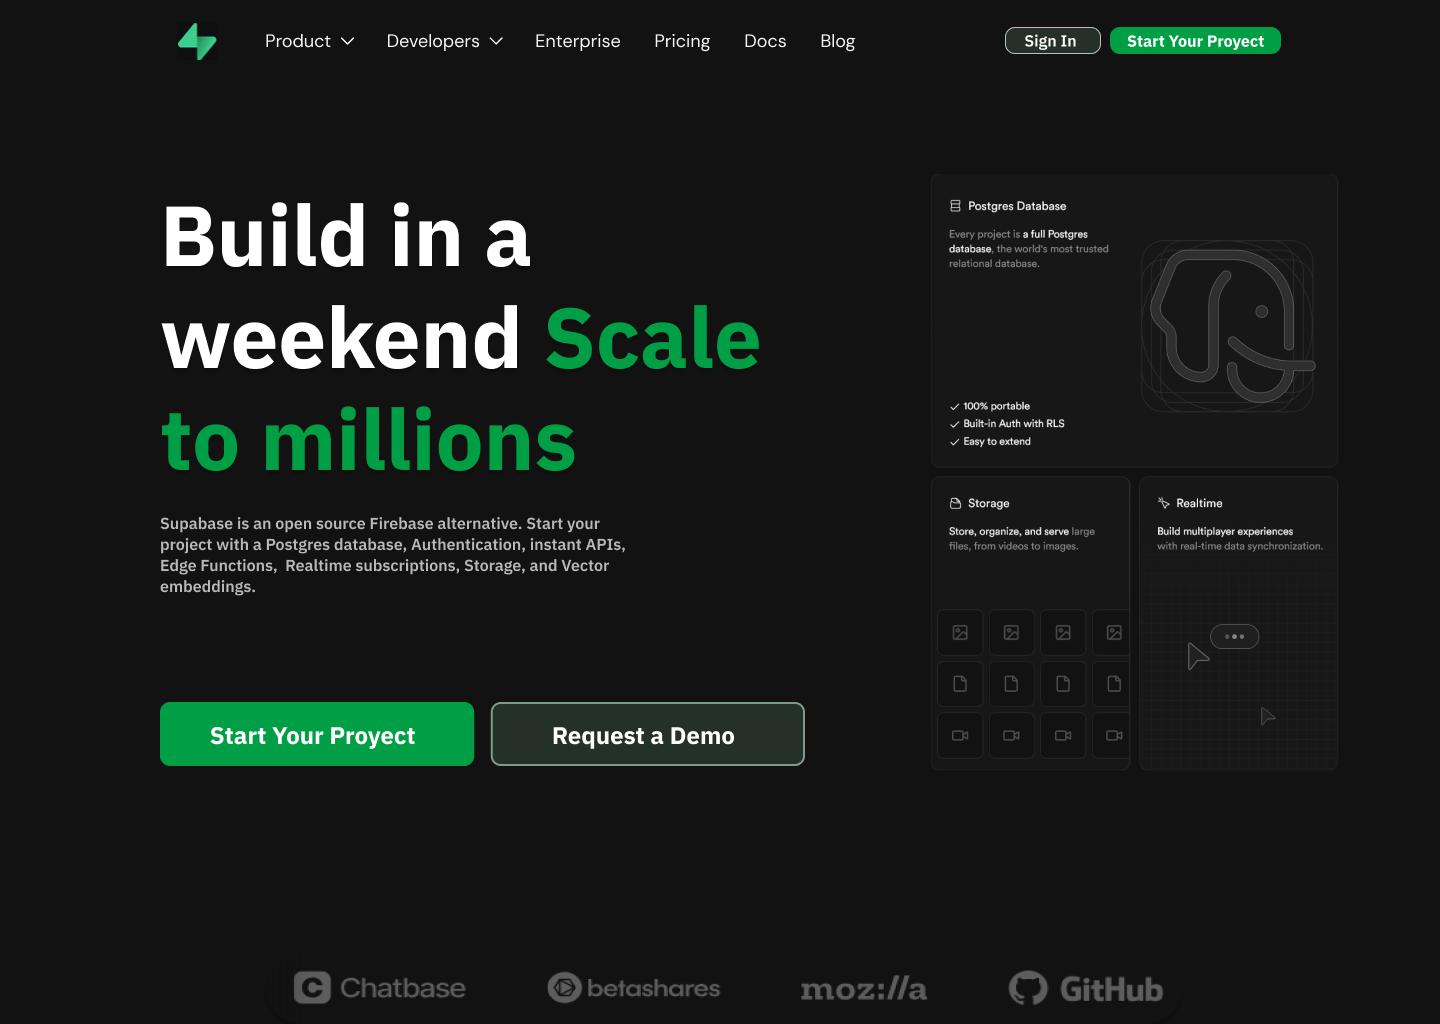 Product Developers Enterprise Pricing Docs Blog Sign In Start Your Proyect
Build in a
weekend Scale
to millions
Supabase is an open source Firebase alternative. Start your
project with a Postgres database, Authentication, instant APIs,
Edge Functions,  Realtime subscriptions, Storage, and Vector
embeddings.
Start Your Proyect Request a Demo
Postgres Database
Every project is a full Postgres
database, the world's most trusted
relational database.
100% portable
Built-in Auth with RLS
Easy to extend
Storage
Store, organize, and serve large
files, from videos to images.
Realtime
Build multiplayer experiences
with real-time data synchronization.
Chatbase betashares moz://a GitHub